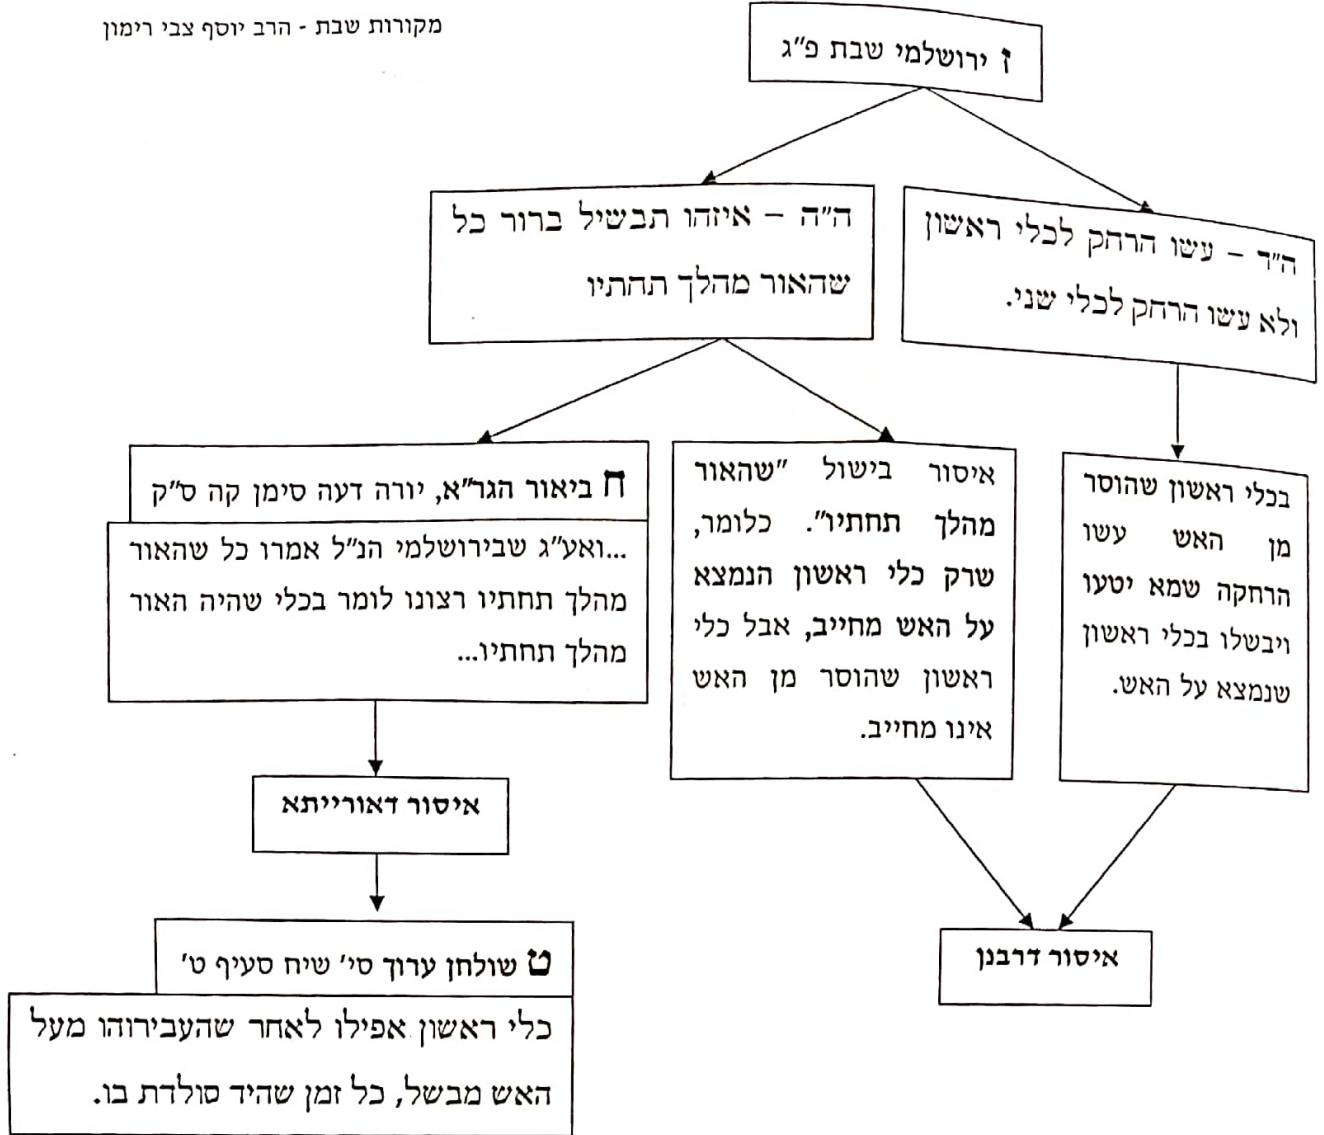 מקורות שבת - הרב יוסף צבי רימון
ז ירושלמי שבת פ״ג
ה״ד – עשו הרחק לכלי ראשון
ולא עשו הרחק לכלי שני.
ה״ה – איזהו תבשיל ברור כל
שהאור מהלך תחתיו
בכלי ראשון שהוסר
מן האש עשו
הרחקה שמא יטעו
ויבשלו בכלי ראשון
שנמצא על האש.
איסור בישול "שהאור
מהלך תחתיו". כלומר,
שרק כלי ראשון הנמצא
על האש מחייב, אבל כלי
ראשון שהוסר מן האש
אינו מחייב.
ח ביאור הגר״א, יורה דעה סימן קה ס״ק
...ואע״ג שבירושלמי הנ״ל אמרו כל שהאור
מהלך תחתיו רצונו לומר בכלי שהיה האור
מהלך תחתיו...
איסור דאורייתא
איסור דרבנן
ט שולחן ערוך סי׳ שיח סעיף ט׳
כלי ראשון אפילו לאחר שהעבירוהו מעל
האש מבשל, כל זמן שהיד סולדת בו.